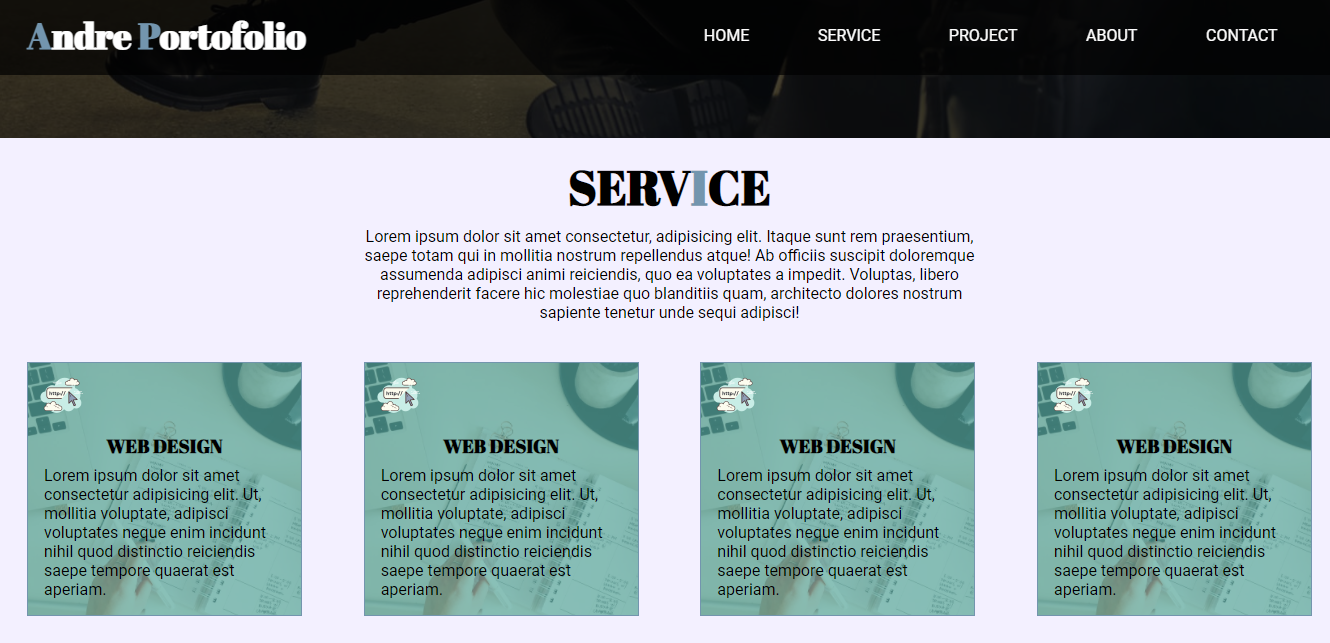 Andre Portofolio
HOME SERVICE PROJECT ABOUT CONTACT
SERVICE
Lorem ipsum dolor sit amet consectetur, adipisicing elit. Itaque sunt rem praesentium,
saepe totam qui in mollitia nostrum repellendus atque! Ab officiis suscipit doloremque
assumenda adipisci animi reiciendis, quo ea voluptates a impedit. Voluptas, libero
reprehenderit facere hic molestiae quo blanditiis quam, architecto dolores nostrum
sapiente tenetur unde sequi adipisci!
http://
WEB DESIGN
Lorem ipsum dolor sit amet
consectetur adipisicing elit. Ut,
mollitia voluptate, adipisci
voluptates neque enim incidunt
nihil quod distinctio reiciendis
saepe tempore quaerat est
aperiam.
http://
WEB DESIGN
Lorem ipsum dolor sit amet
consectetur adipisicing elit. Ut,
mollitia voluptate, adipisci
voluptates neque enim incidunt
nihil quod distinctio reiciendis
saepe tempore quaerat est
aperiam.
http://
WEB DESIGN
Lorem ipsum dolor sit amet
consectetur adipisicing elit. Ut,
mollitia voluptate, adipisci
voluptates neque enim incidunt
nihil quod distinctio reiciendis
saepe tempore quaerat est
aperiam.
http://
WEB DESIGN
Lorem ipsum dolor sit amet
consectetur adipisicing elit. Ut,
mollitia voluptate, adipisci
voluptates neque enim incidunt
nihil quod distinctio reiciendis
saepe tempore quaerat est
aperiam.